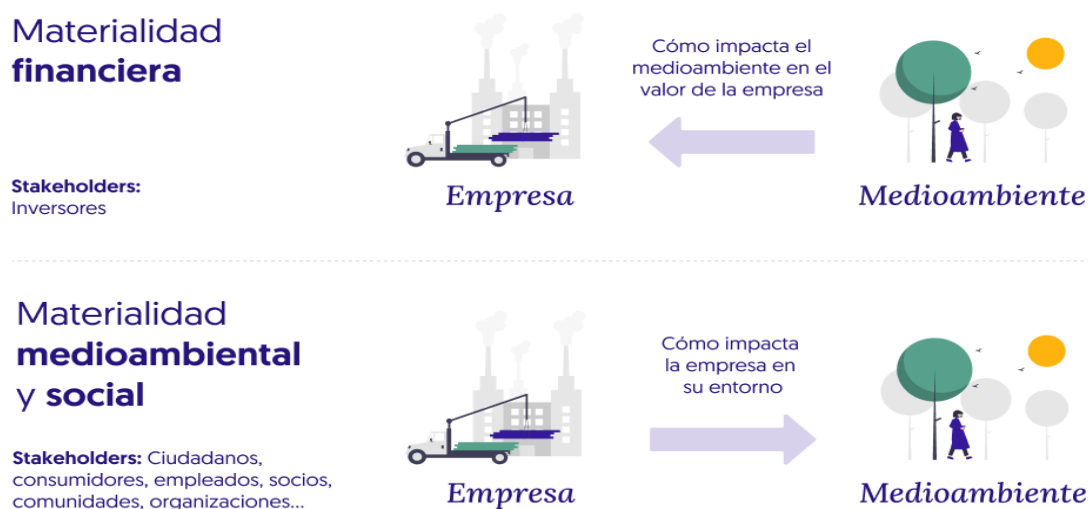 Materialidad
financiera
Cómo impacta el
medioambiente en el
valor de la empresa
Stakeholders:
Inversores
Empresa
Medioambiente
Materialidad
medioambiental
y social
Cómo impacta
la empresa en
su entorno
Stakeholders: Ciudadanos,
consumidores, empleados, socios,
comunidades, organizaciones...
Empresa
Medioambiente